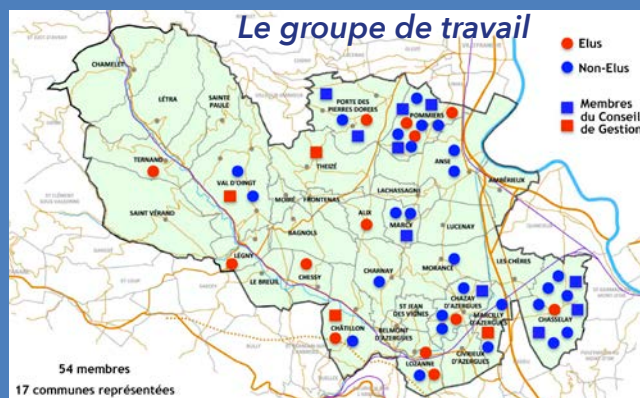 Le groupe de travail
Elus
Non-Elus
Membres
du Conseil
de Gestion
CHAMELET
LÉTRA
SAINTE
PAULE
TERNAND
VAL D'OINGT
SAINT VÉRAND
LÉGNY
LE BREUIL
THEIZÉ
MOIRÉ
FRONTENAS
BAGNOLS
CHESSY
PORTE DES
PIERRES DORÉES
POMMIERS
ANSE
AMBÉRIEUX
LACHASSAGNE
ALIX
MARCY
LUCENAY
CHARNAY
MORANCÉ
LES CHÈRES
ST JEAN
DES VIGNES
CHAZAY
D'AZERGUES
MARCILLY
D'AZERGUES
CHASSELAY
CHÂTILLON
BELMONT
D'AZERGUES
LOZANNE
CIVRIEUX
D'AZERGUES
54 membres
17 communes représentées